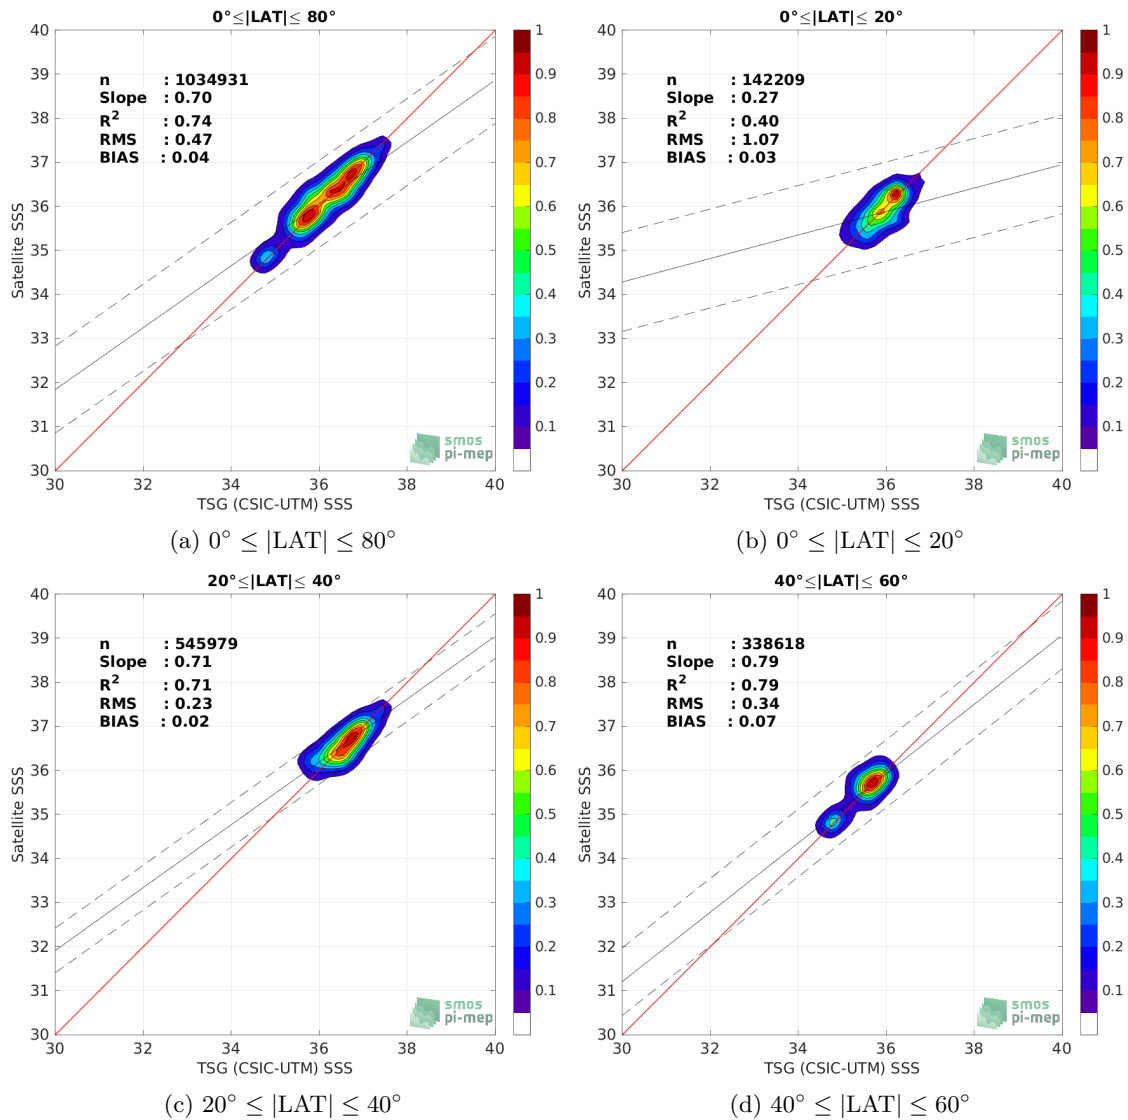 0°≤|LAT|≤ 80°
40
39
38
37
36
35
34
33
32
31
30
n : 1034931
Slope : 0.70
R² : 0.74
RMS : 0.47
BIAS : 0.04
1
0.9
0.8
0.7
0.6
0.5
0.4
0.3
0.2
0.1
Satellite SSS
smos
pi-mep
30 32 34 36 38 40
TSG (CSIC-UTM) SSS
(a) 0° ≤ |LAT| ≤ 80°
0°≤|LAT|≤ 20°
40
39
38
37
36
35
34
33
32
31
30
n : 142209
Slope : 0.27
R² : 0.40
RMS : 1.07
BIAS : 0.03
1
0.9
0.8
0.7
0.6
0.5
0.4
0.3
0.2
0.1
Satellite SSS
smos
pi-mep
30 32 34 36 38 40
TSG (CSIC-UTM) SSS
(b) 0° ≤ |LAT| ≤ 20°
20°≤|LAT|≤ 40°
40
39
38
37
36
35
34
33
32
31
30
n : 545979
Slope : 0.71
R² : 0.71
RMS : 0.23
BIAS : 0.02
1
0.9
0.8
0.7
0.6
0.5
0.4
0.3
0.2
0.1
Satellite SSS
smos
pi-mep
30 32 34 36 38 40
TSG (CSIC-UTM) SSS
(c) 20° ≤ |LAT| ≤ 40°
40°≤|LAT|≤ 60°
40
39
38
37
36
35
34
33
32
31
30
n : 338618
Slope : 0.79
R² : 0.79
RMS : 0.34
BIAS : 0.07
1
0.9
0.8
0.7
0.6
0.5
0.4
0.3
0.2
0.1
Satellite SSS
smos
pi-mep
30 32 34 36 38 40
TSG (CSIC-UTM) SSS
(d) 40° ≤ |LAT| ≤ 60°